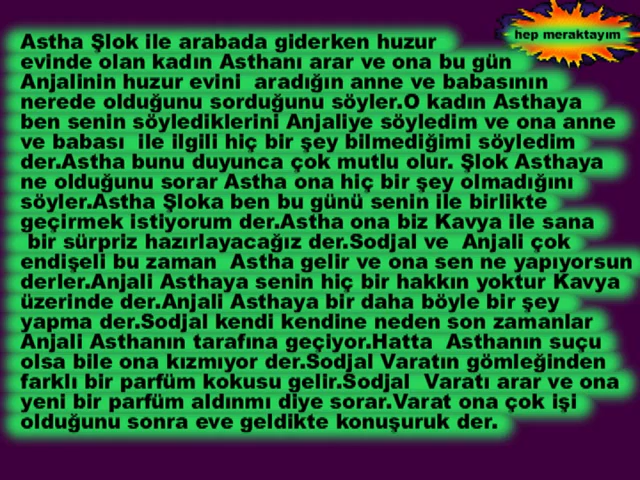 hep meraktayım
Astha Şlok ile arabada giderken huzur
evinde olan kadın Asthanı arar ve ona bu gün
Anjalinin huzur evini aradığın anne ve babasının
nerede olduğunu sorduğunu söyler.O kadın Asthaya
ben senin söylediklerini Anjaliye söyledim ve ona anne
ve babası ile ilgili hiç bir şey bilmediğimi söyledim
der.Astha bunu duyunca çok mutlu olur. Şlok Asthaya
ne olduğunu sorar Astha ona hiç bir şey olmadığını
söyler.Astha Şloka ben bu günü senin ile birlikte
geçirmek istiyorum der.Astha ona biz Kavya ile sana
bir sürpriz hazırlayacağız der.Sodjal ve Anjali çok
endişeli bu zaman Astha gelir ve ona sen ne yapıyorsun
derler.Anjali Asthaya senin hiç bir hakkın yoktur Kavya
üzerinde der.Anjali Asthaya bir daha böyle bir şey
yapma der.Sodjal kendi kendine neden son zamanlar
Anjali Asthanın tarafına geçiyor.Hatta Asthanın suçu
olsa bile ona kızmıyor der.Sodjal Varatın gömleğinden
farklı bir parfüm kokusu gelir.Sodjal Varatı arar ve ona
yeni bir parfüm aldınmı diye sorar.Varat ona çok işi
olduğunu sonra eve geldikte konuşuruk der.